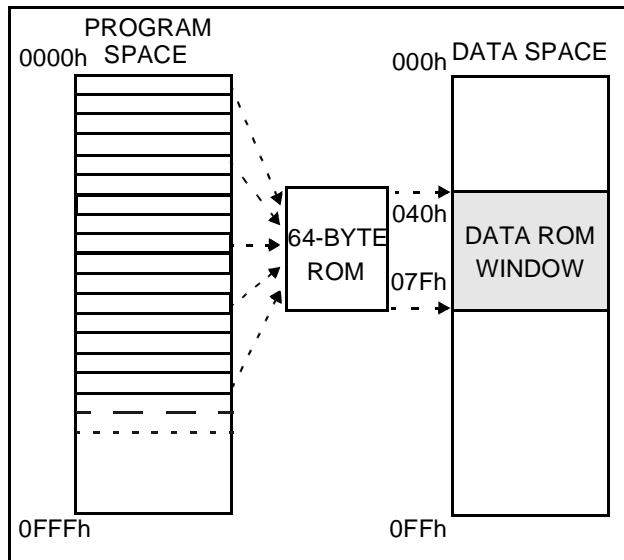 PROGRAM
SPACE
0000h
000h
DATA SPACE
64-BYTE
ROM
040h
07Fh
DATA ROM
WINDOW
0FFFh
0FFh